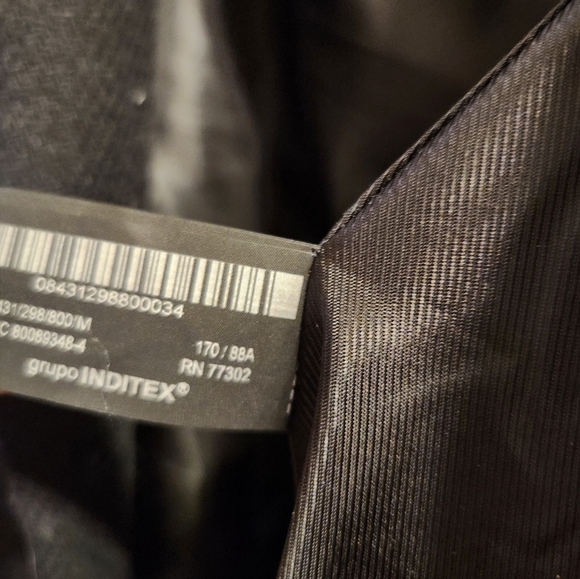 08431298800034
431/298/800'M
C 80089348-4
170 / 88A
RN 77302
grupo INDITEX®